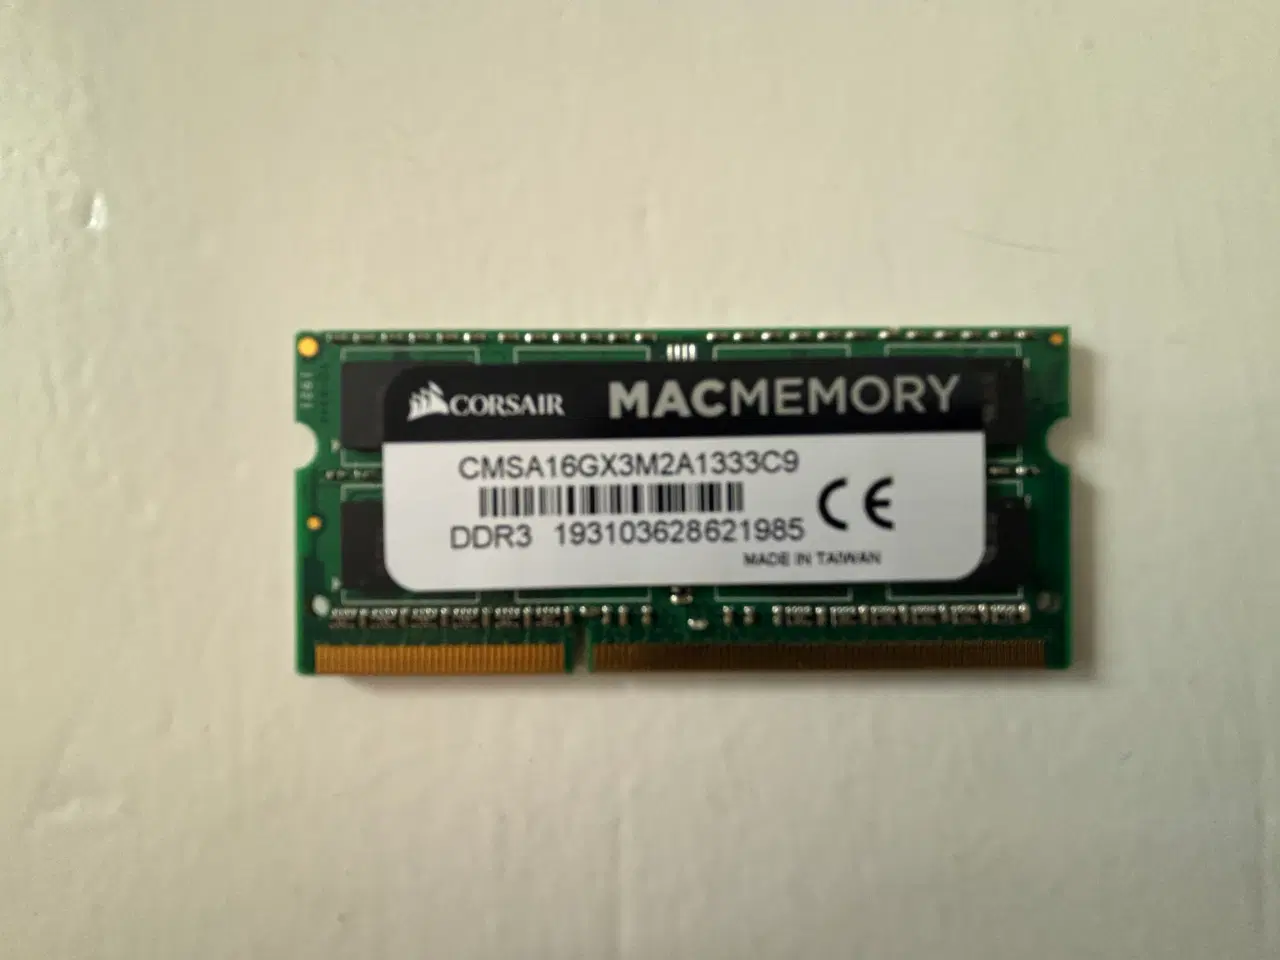 CORSAIR MACMEMORY
CMSA16GX3M2A1333C9
DDR3 193103628621985
CE
MADE IN TAIWAN